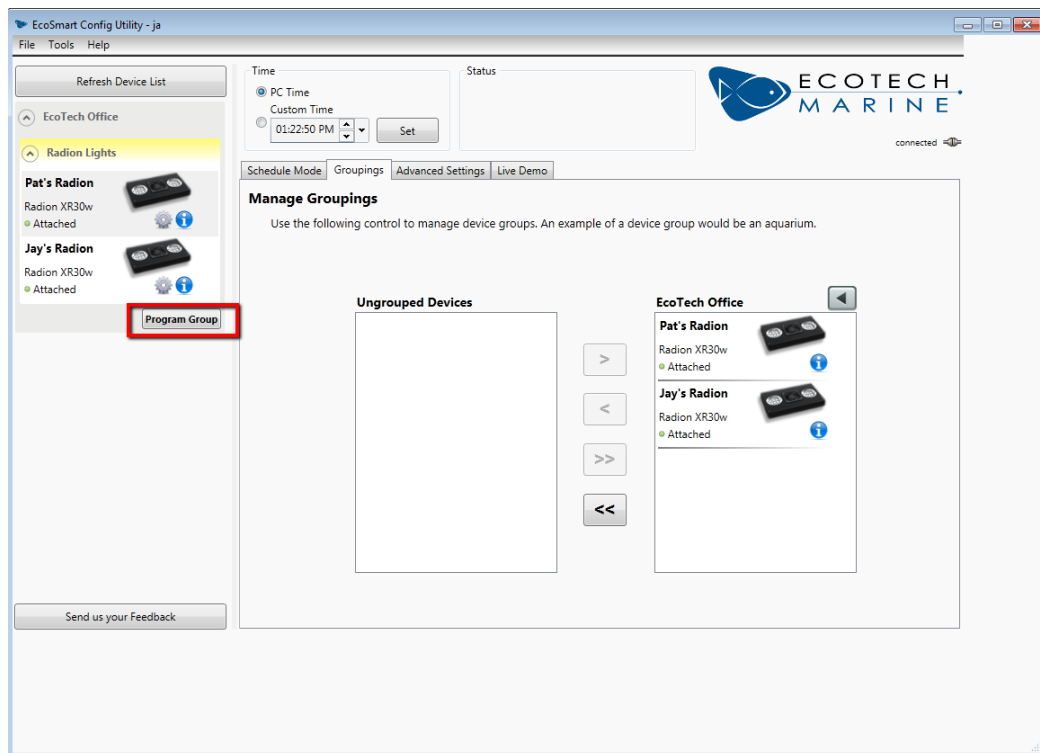 EcoSmart Config Utility - ja
File Tools Help
Refresh Device List
EcoTech Office
Radion Lights
Pat's Radion
Radion XR30w
Attached
Jay's Radion
Radion XR30w
Attached
Program Group
Send us your Feedback
Time
PC Time
Custom Time
01:22:50 PM
Set
Status
ECOTECH
MARINE
connected
Schedule Mode Groupings Advanced Settings Live Demo
Manage Groupings
Use the following control to manage device groups. An example of a device group would be an aquarium.
Ungrouped Devices
>
<
>>
<<
EcoTech Office
Pat's Radion
Radion XR30w
Attached
Jay's Radion
Radion XR30w
Attached